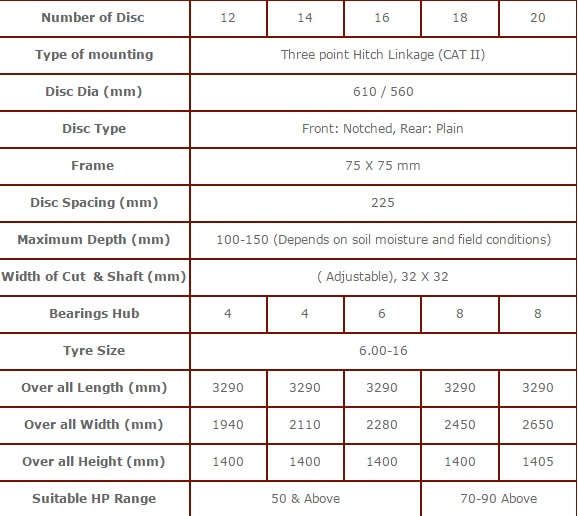 Number of Disc 12 14 16 18 20
Type of mounting Three point Hitch Linkage (CAT II)
Disc Dia (mm) 610 / 560
Disc Type Front: Notched, Rear: Plain
Frame 75 X 75 mm
Disc Spacing (mm) 225
Maximum Depth (mm) 100-150 (Depends on soil moisture and field conditions)
Width of Cut & Shaft (mm) ( Adjustable), 32 X 32
Bearings Hub 4 4 6 8 8
Tyre Size 6.00-16
Over all Length (mm) 3290 3290 3290 3290 3290
Over all Width (mm) 1940 2110 2280 2450 2650
Over all Height (mm) 1400 1400 1400 1400 1405
Suitable HP Range 50 & Above 70-90 Above